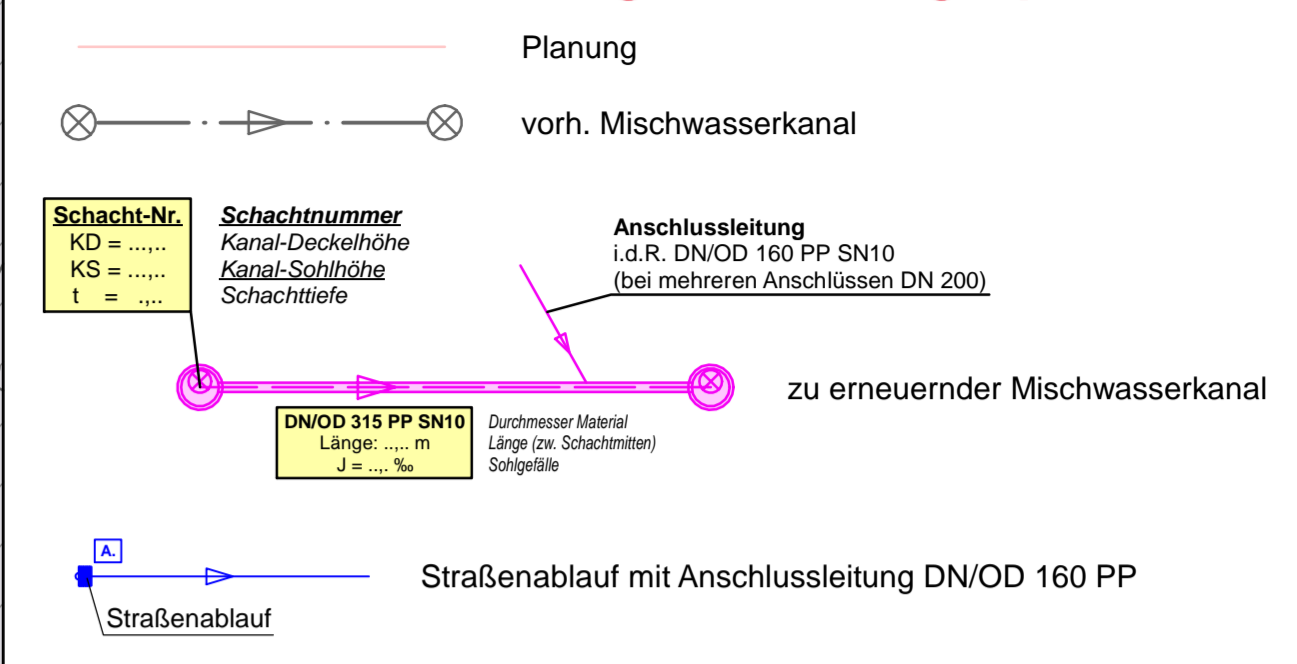 Planung
vorh. Mischwasserkanal
Schacht-Nr.
KD = ...,..
KS = ...,..
t = .,..
Schachtnummer
Kanal-Deckelhöhe
Kanal-Sohlhöhe
Schachttiefe
Anschlussleitung
i.d.R. DN/OD 160 PP SN10
(bei mehreren Anschlüssen DN 200)
zu erneuernder Mischwasserkanal
DN/OD 315 PP SN10
Länge: ..,.. m
J = ..,. ‰
Durchmesser Material
Länge (zw. Schachtmitten)
Sohlgefälle
A.
Straßenablauf mit Anschlussleitung DN/OD 160 PP
Straßenablauf